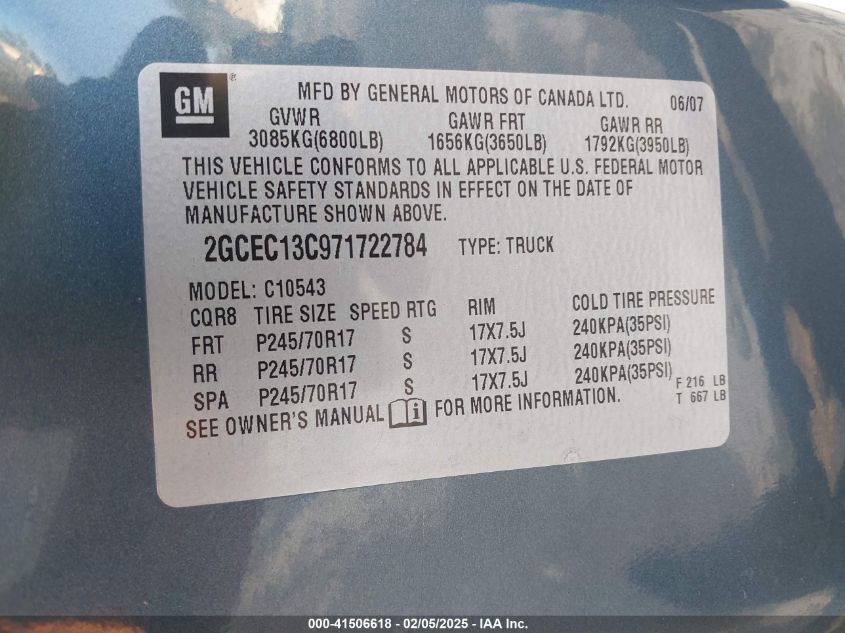 GM
MFD BY GENERAL MOTORS OF CANADA LTD. 06/07
GVWR GAWR FRT GAWR RR
3085KG(6800LB) 1656KG(3650LB) 1792KG(3950LB)
THIS VEHICLE CONFORMS TO ALL APPLICABLE U.S. FEDERAL MOTOR
VEHICLE SAFETY STANDARDS IN EFFECT ON THE DATE OF
MANUFACTURE SHOWN ABOVE.
2GCEC13C971722784 TYPE: TRUCK
MODEL: C10543
CQR8 TIRE SIZE SPEED RTG RIM COLD TIRE PRESSURE
FRT P245/70R17 S 17X7.5J 240KPA(35PSI)
RR P245/70R17 S 17X7.5J 240KPA(35PSI)
SPA P245/70R17 S 17X7.5J 240KPA(35PSI)
F 216 LB
T 667 LB
SEE OWNER'S MANUAL FOR MORE INFORMATION.
000-41506618 - 02/05/2025 - IAA Inc.